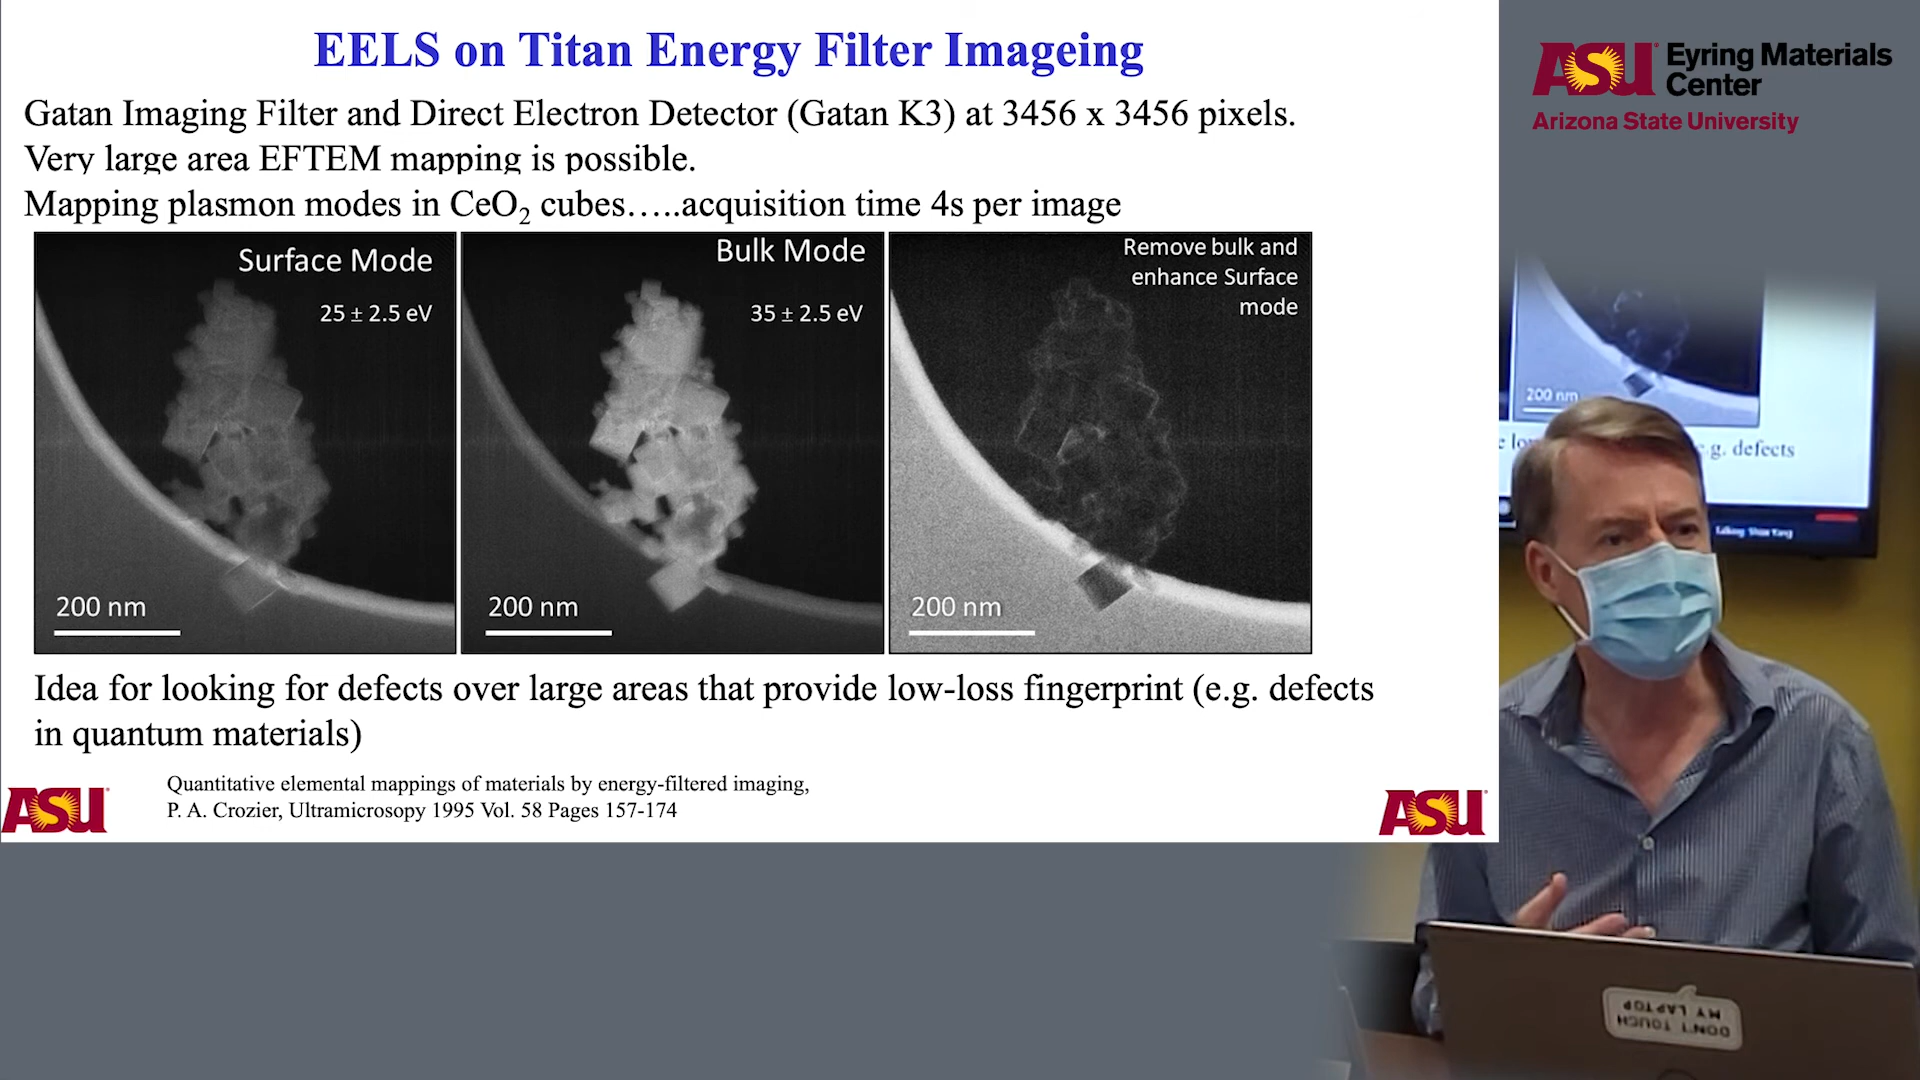 EELS on Titan Energy Filter Imageing
Gatan Imaging Filter and Direct Electron Detector (Gatan K3) at 3456 x 3456 pixels.
Very large area EFTEM mapping is possible.
Mapping plasmon modes in CeO₂ cubes…..acquisition time 4s per image
Surface Mode
25 ± 2.5 eV
200 nm
Bulk Mode
35 ± 2.5 eV
200 nm
Remove bulk and
enhance Surface
mode
200 nm
Idea for looking for defects over large areas that provide low-loss fingerprint (e.g. defects
in quantum materials)
Quantitative elemental mappings of materials by energy-filtered imaging,
P. A. Crozier, Ultramicrosopy 1995 Vol. 58 Pages 157-174
ASU
ASU
ASU Eyring Materials
Center
Arizona State University
200 nm
e.g. defects
DON'T TOUCH
MY LAPTOP